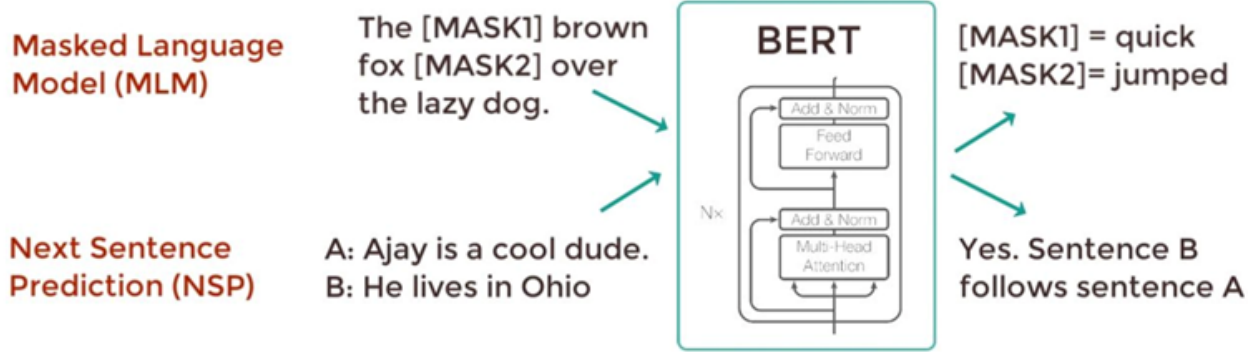 Masked Language
Model (MLM)
The [MASK1] brown
fox [MASK2] over
the lazy dog.
BERT
Add & Norm
Feed
Forward
Nx
Add & Norm
Multi-Head
Attention
[MASK1] = quick
[MASK2]= jumped
Next Sentence
Prediction (NSP)
A: Ajay is a cool dude.
B: He lives in Ohio
Yes. Sentence B
follows sentence A